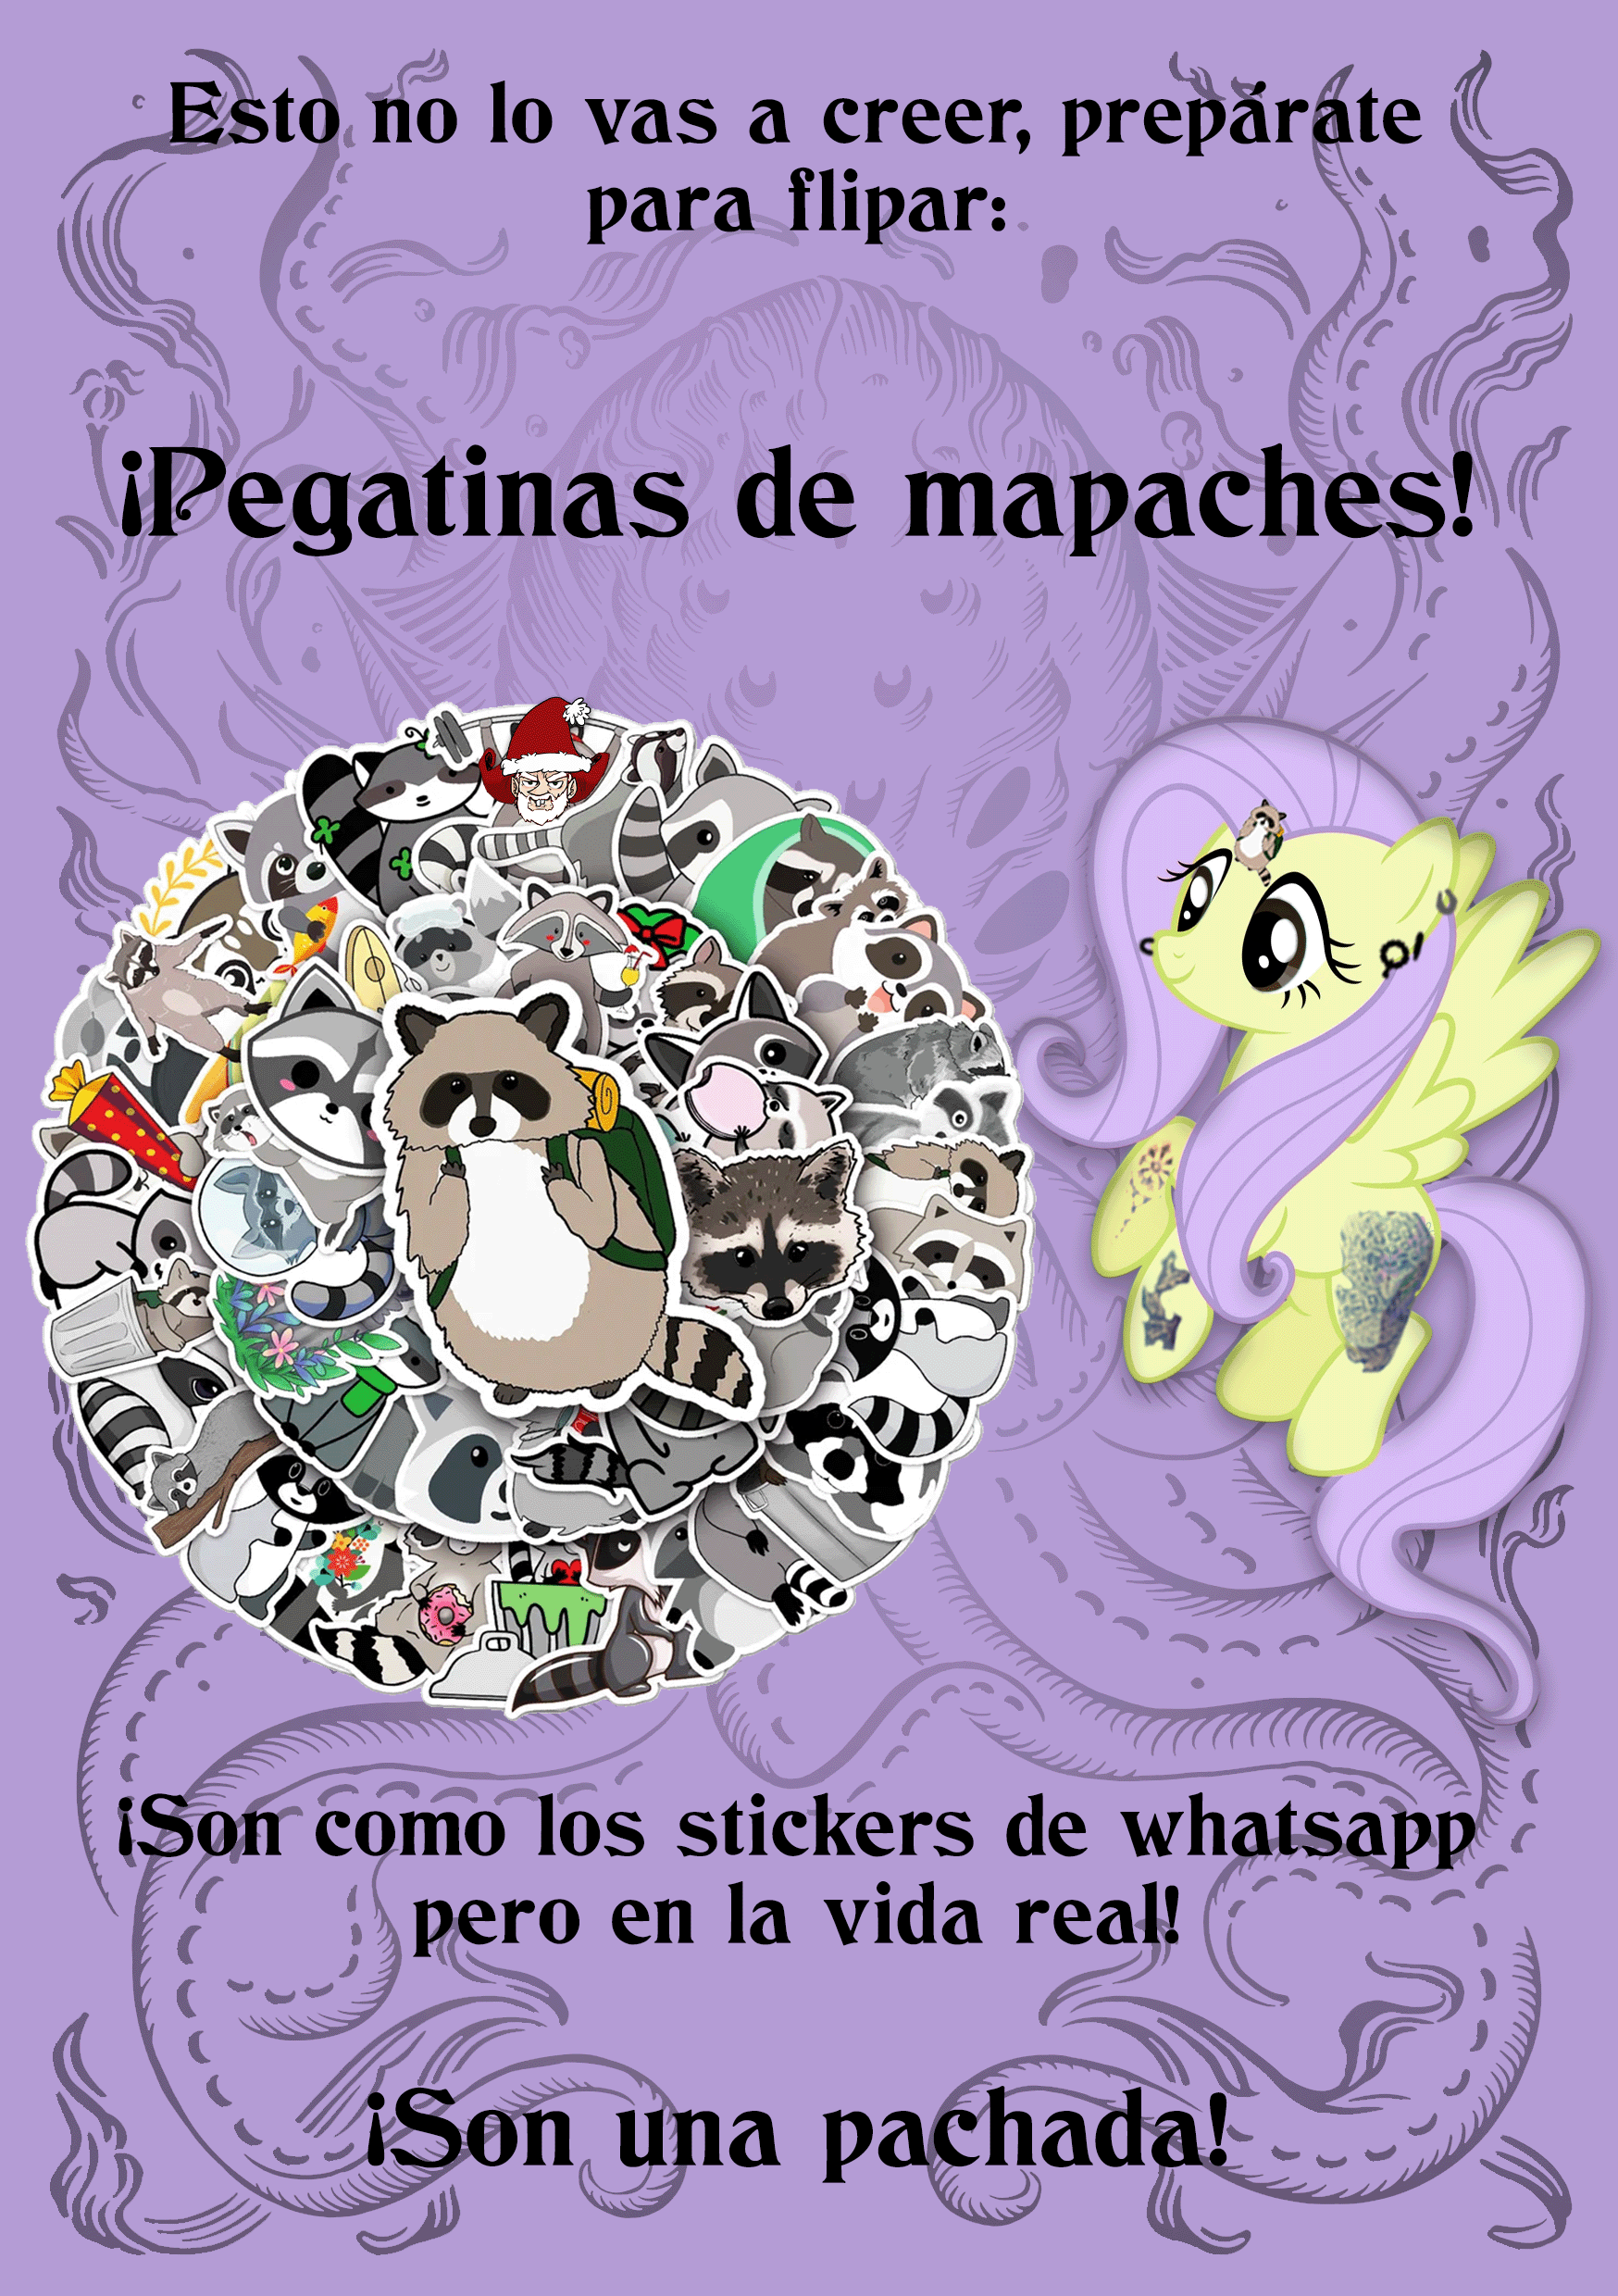 Esto no lo vas a creer, prepárate
para flipar:
¡Pegatinas de mapaches!
¡Son como los stickers de whatsapp
pero en la vida real!
¡Son una pachada!